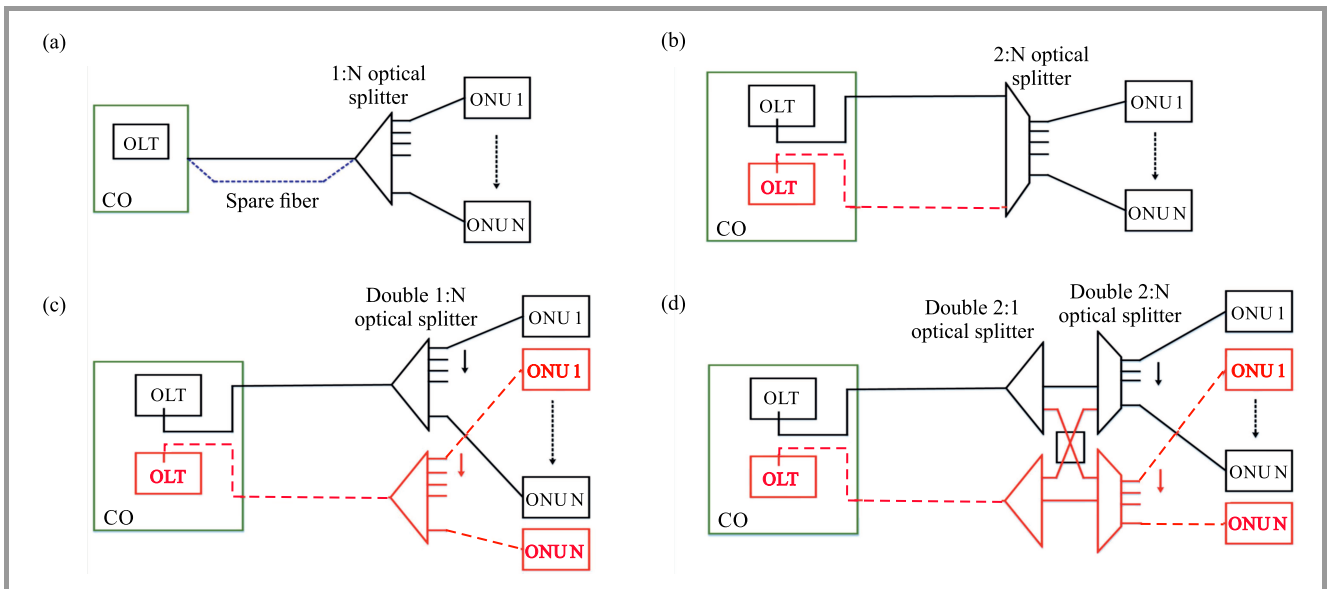 (a)
1:N optical
splitter
ONU 1
OLT
CO
Spare fiber
ONU N
(b)
2:N optical
splitter
OLT
ONU 1
OLT
CO
ONU N
(c)
Double 1:N
optical splitter
ONU 1
ONU 1
OLT
OLT
CO
ONU N
ONU N
(d)
Double 2:1
optical splitter
Double 2:N
optical splitter
ONU 1
ONU 1
OLT
OLT
CO
ONU N
ONU N